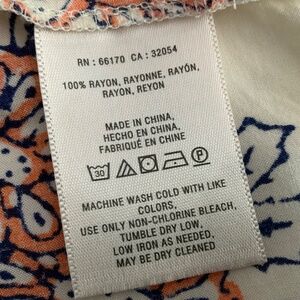 RN : 66170 CA : 32054
100% RAYON, RAYONNE, RAYÓN,
RAYON, REYON
MADE IN CHINA,
HECHO EN CHINA,
FABRIQUÉ EN CHINE
30 P
MACHINE WASH COLD WITH LIKE
COLORS,
USE ONLY NON-CHLORINE BLEACH,
TUMBLE DRY LOW,
LOW IRON AS NEEDED,
MAY BE DRY CLEANED